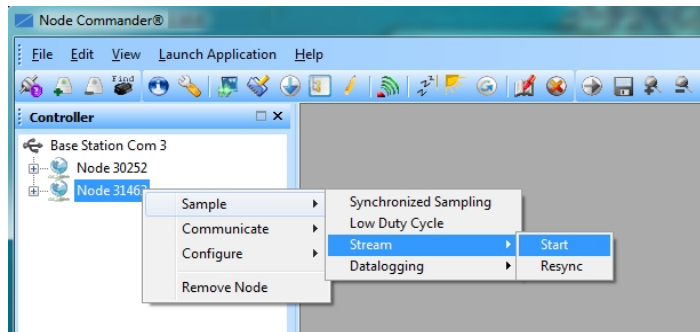 Node Commander®
File Edit View Launch Application Help
Find
Controller
Base Station Com 3
Node 30252
Node 31463
Sample
Communicate
Configure
Remove Node
Synchronized Sampling
Low Duty Cycle
Stream
Datalogging
Start
Resync